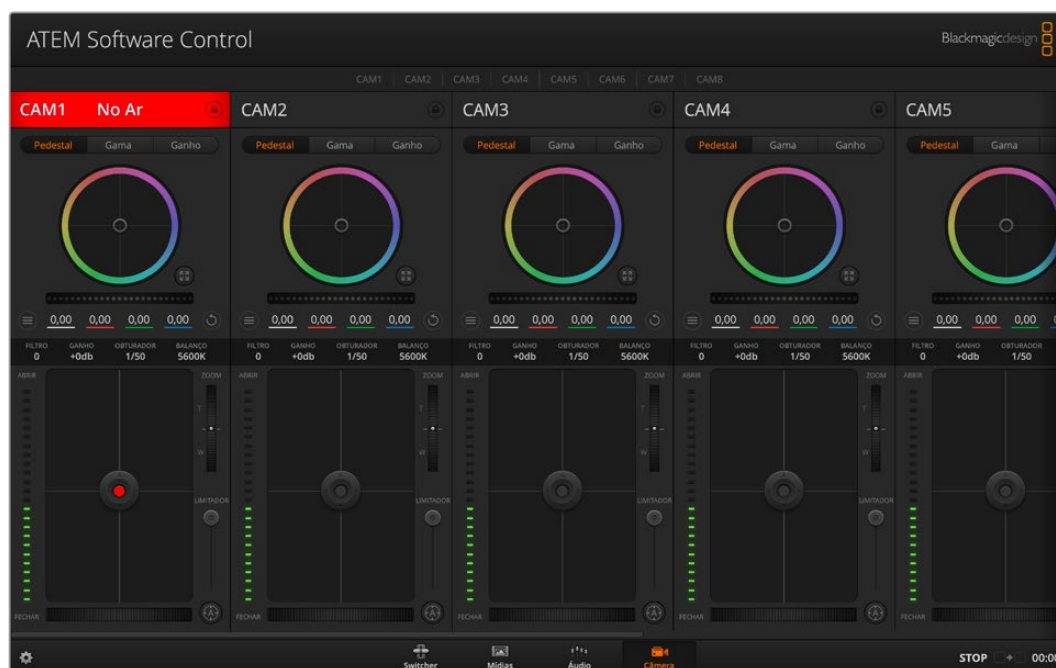 ATEM Software Control
Blackmagicdesign
CAM1 CAM2 CAM3 CAM4 CAM5 CAM6 CAM7 CAM8
CAM1 No Ar CAM2 CAM3 CAM4 CAM5
Pedestal Gama Ganho Pedestal Gama Ganho Pedestal Gama Ganho Pedestal Gama Ganho Pedestal Gama
0,00 0,00 0,00 0,00 0,00 0,00 0,00 0,00 0,00 0,00 0,00 0,00 0,00 0,00 0,00 0,00 0,00 0,00 0,00
FILTRO GANHO OBTURADOR BALANÇO FILTRO GANHO OBTURADOR BALANÇO FILTRO GANHO OBTURADOR BALANÇO FILTRO GANHO OBTURADOR BALANÇO FILTRO GANHO OBTURADOR
0 +0db 1/50 5600K 0 +0db 1/50 5600K 0 +0db 1/50 5600K 0 +0db 1/50 5600K 0 +0db 1/50
ABRIR ZOOM ABRIR ZOOM ABRIR ZOOM ABRIR ZOOM ABRIR
T T T T
W W W W
LIMITADOR LIMITADOR LIMITADOR LIMITADOR
FECHAR FECHAR FECHAR FECHAR FECHAR
Switcher Mídias Áudio Câmera
STOP